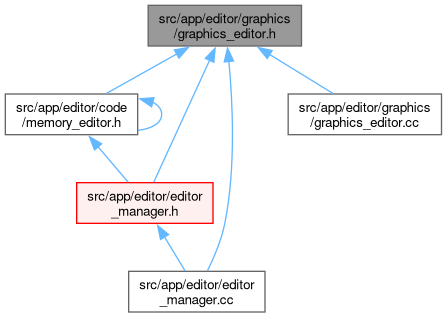 src/app/editor/graphics
/graphics_editor.h
src/app/editor/code
/memory_editor.h
src/app/editor/graphics
/graphics_editor.cc
src/app/editor/editor
_manager.h
src/app/editor/editor
_manager.cc